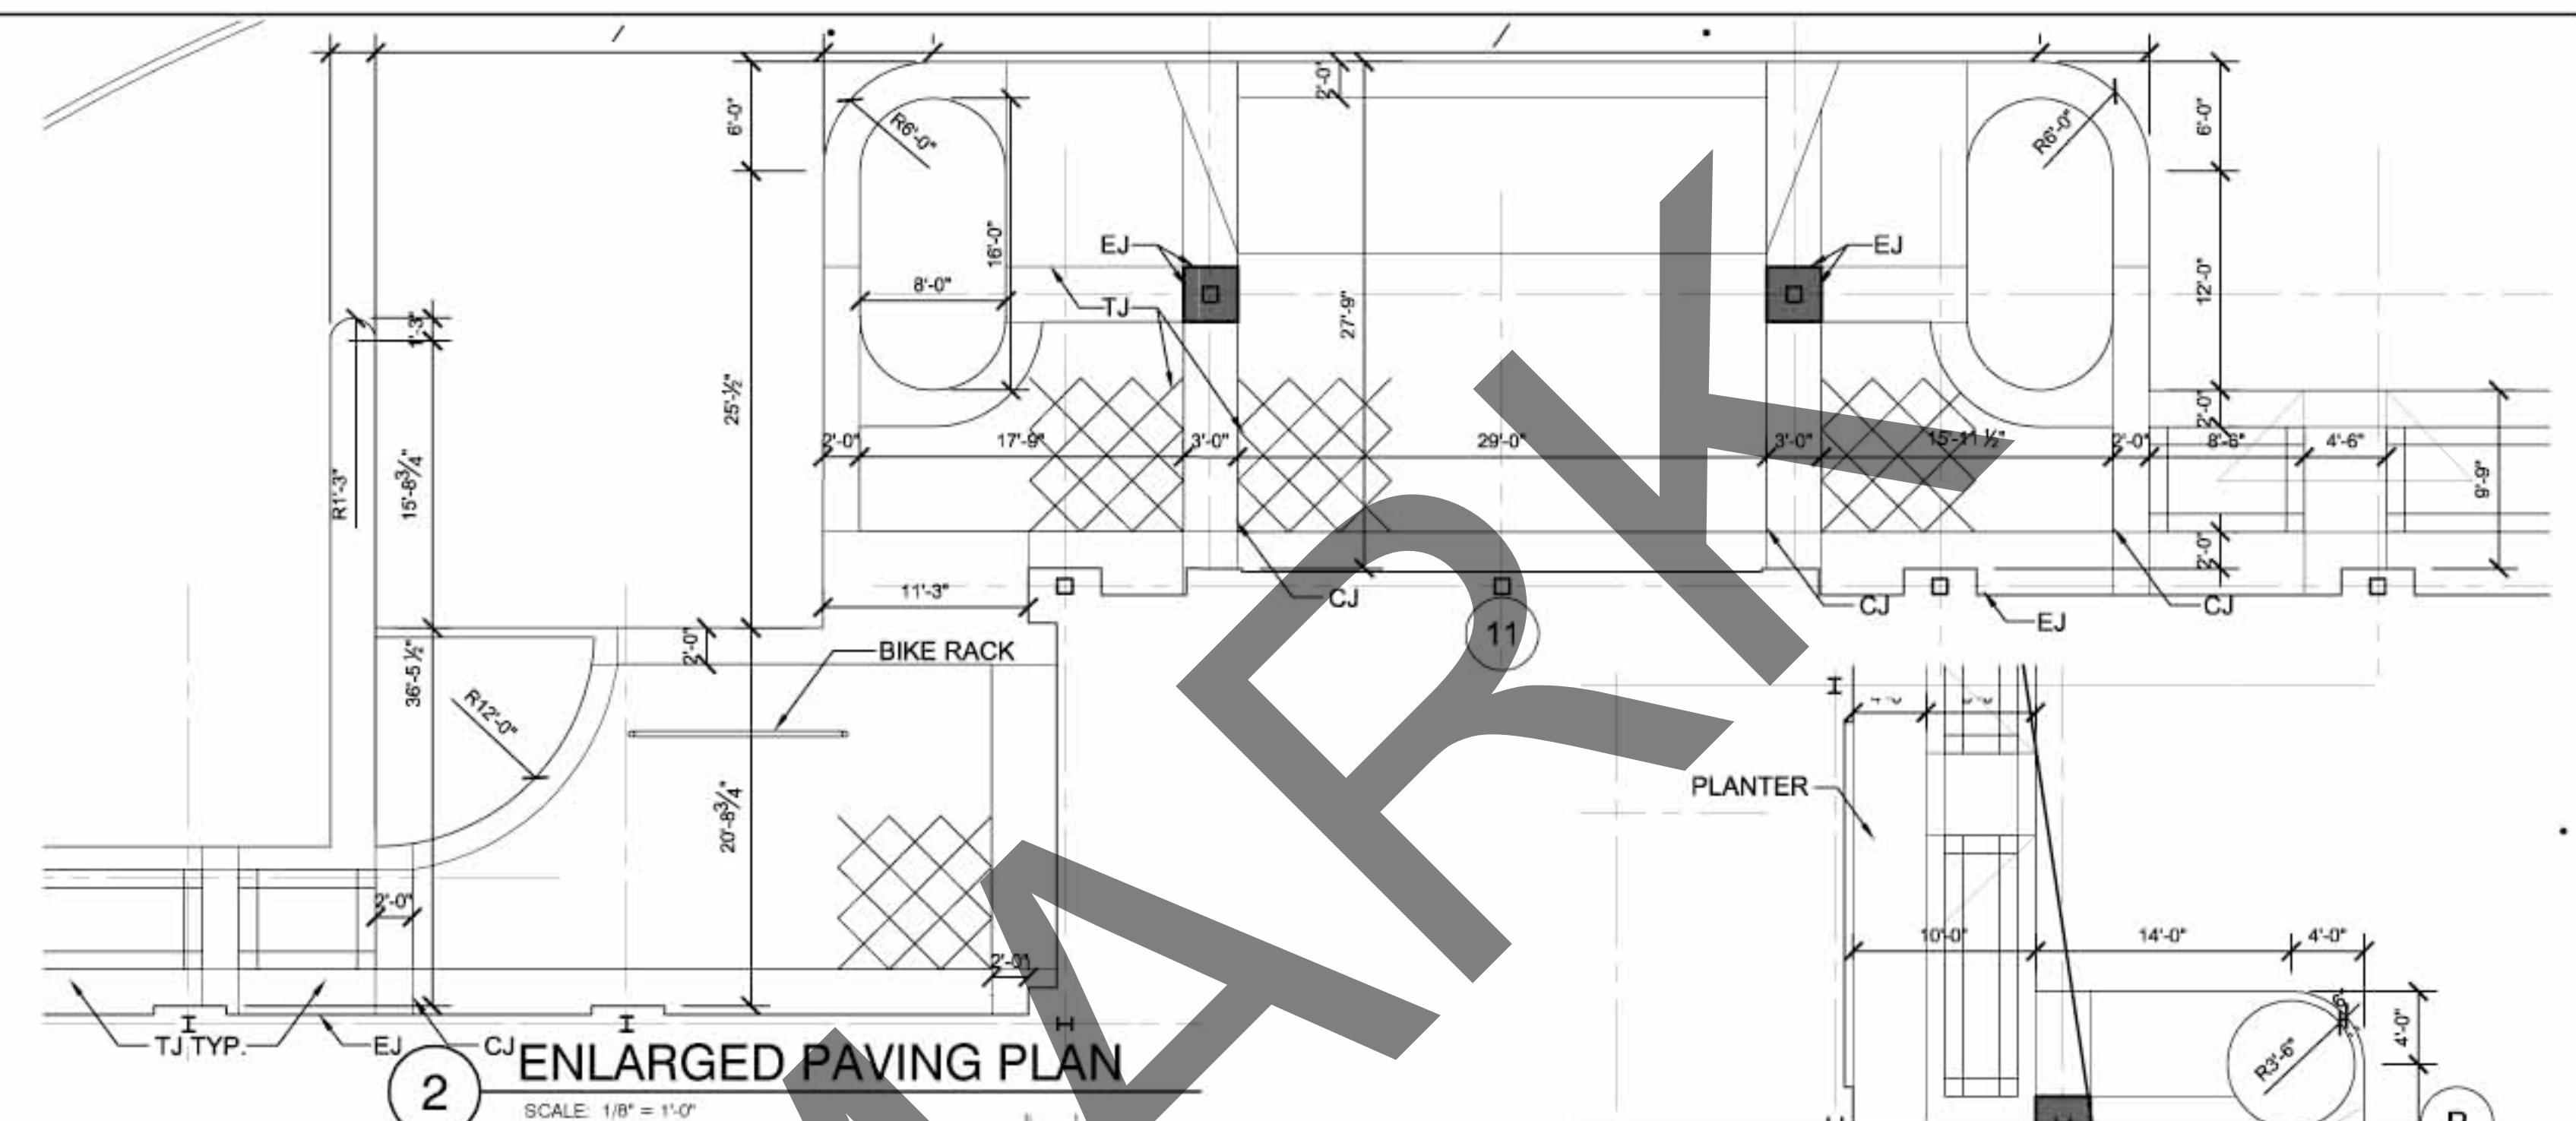 2'-0"
6'-0"
R6'-0"
R6'-0"
6'-0"
16'-0"
EJ
EJ
8'-0"
TJ
27'-9"
12'-0"
1'-3"
25'-½"
R1'-3"
15'-8¾"
2'-0"
17'-9"
3'-0"
29'-0"
3'-0"
15'-11 ½"
2'-0"
2'-0"
4'-6"
9'-9"
2'-0"
11'-3"
CJ
CJ
CJ
EJ
11
2'-0"
BIKE RACK
36'-5 ½"
R12'-0"
20'-8¾"
PLANTER
2'-0"
2'-0"
10'-0"
14'-0"
4'-0"
TJ TYP.
EJ
CJ
R3'-6"
4'-0"
2
ENLARGED PAVING PLAN
SCALE: 1/8" = 1'-0"
ARK